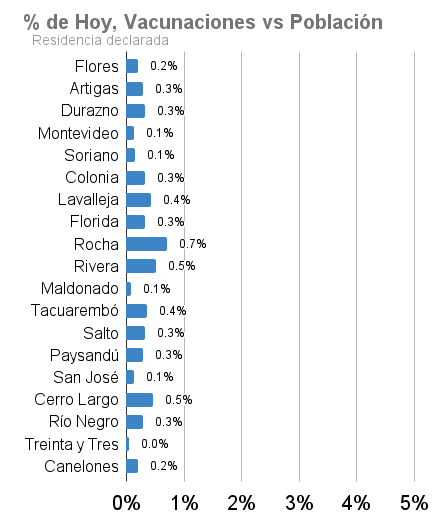 % de Hoy, Vacunaciones vs Población
Residencia declarada
Flores 0.2%
Artigas 0.3%
Durazno 0.3%
Montevideo 0.1%
Soriano 0.1%
Colonia 0.3%
Lavalleja 0.4%
Florida 0.3%
Rocha 0.7%
Rivera 0.5%
Maldonado 0.1%
Tacuarembó 0.4%
Salto 0.3%
Paysandú 0.3%
San José 0.1%
Cerro Largo 0.5%
Río Negro 0.3%
Treinta y Tres 0.0%
Canelones 0.2%
0% 1% 2% 3% 4% 5%